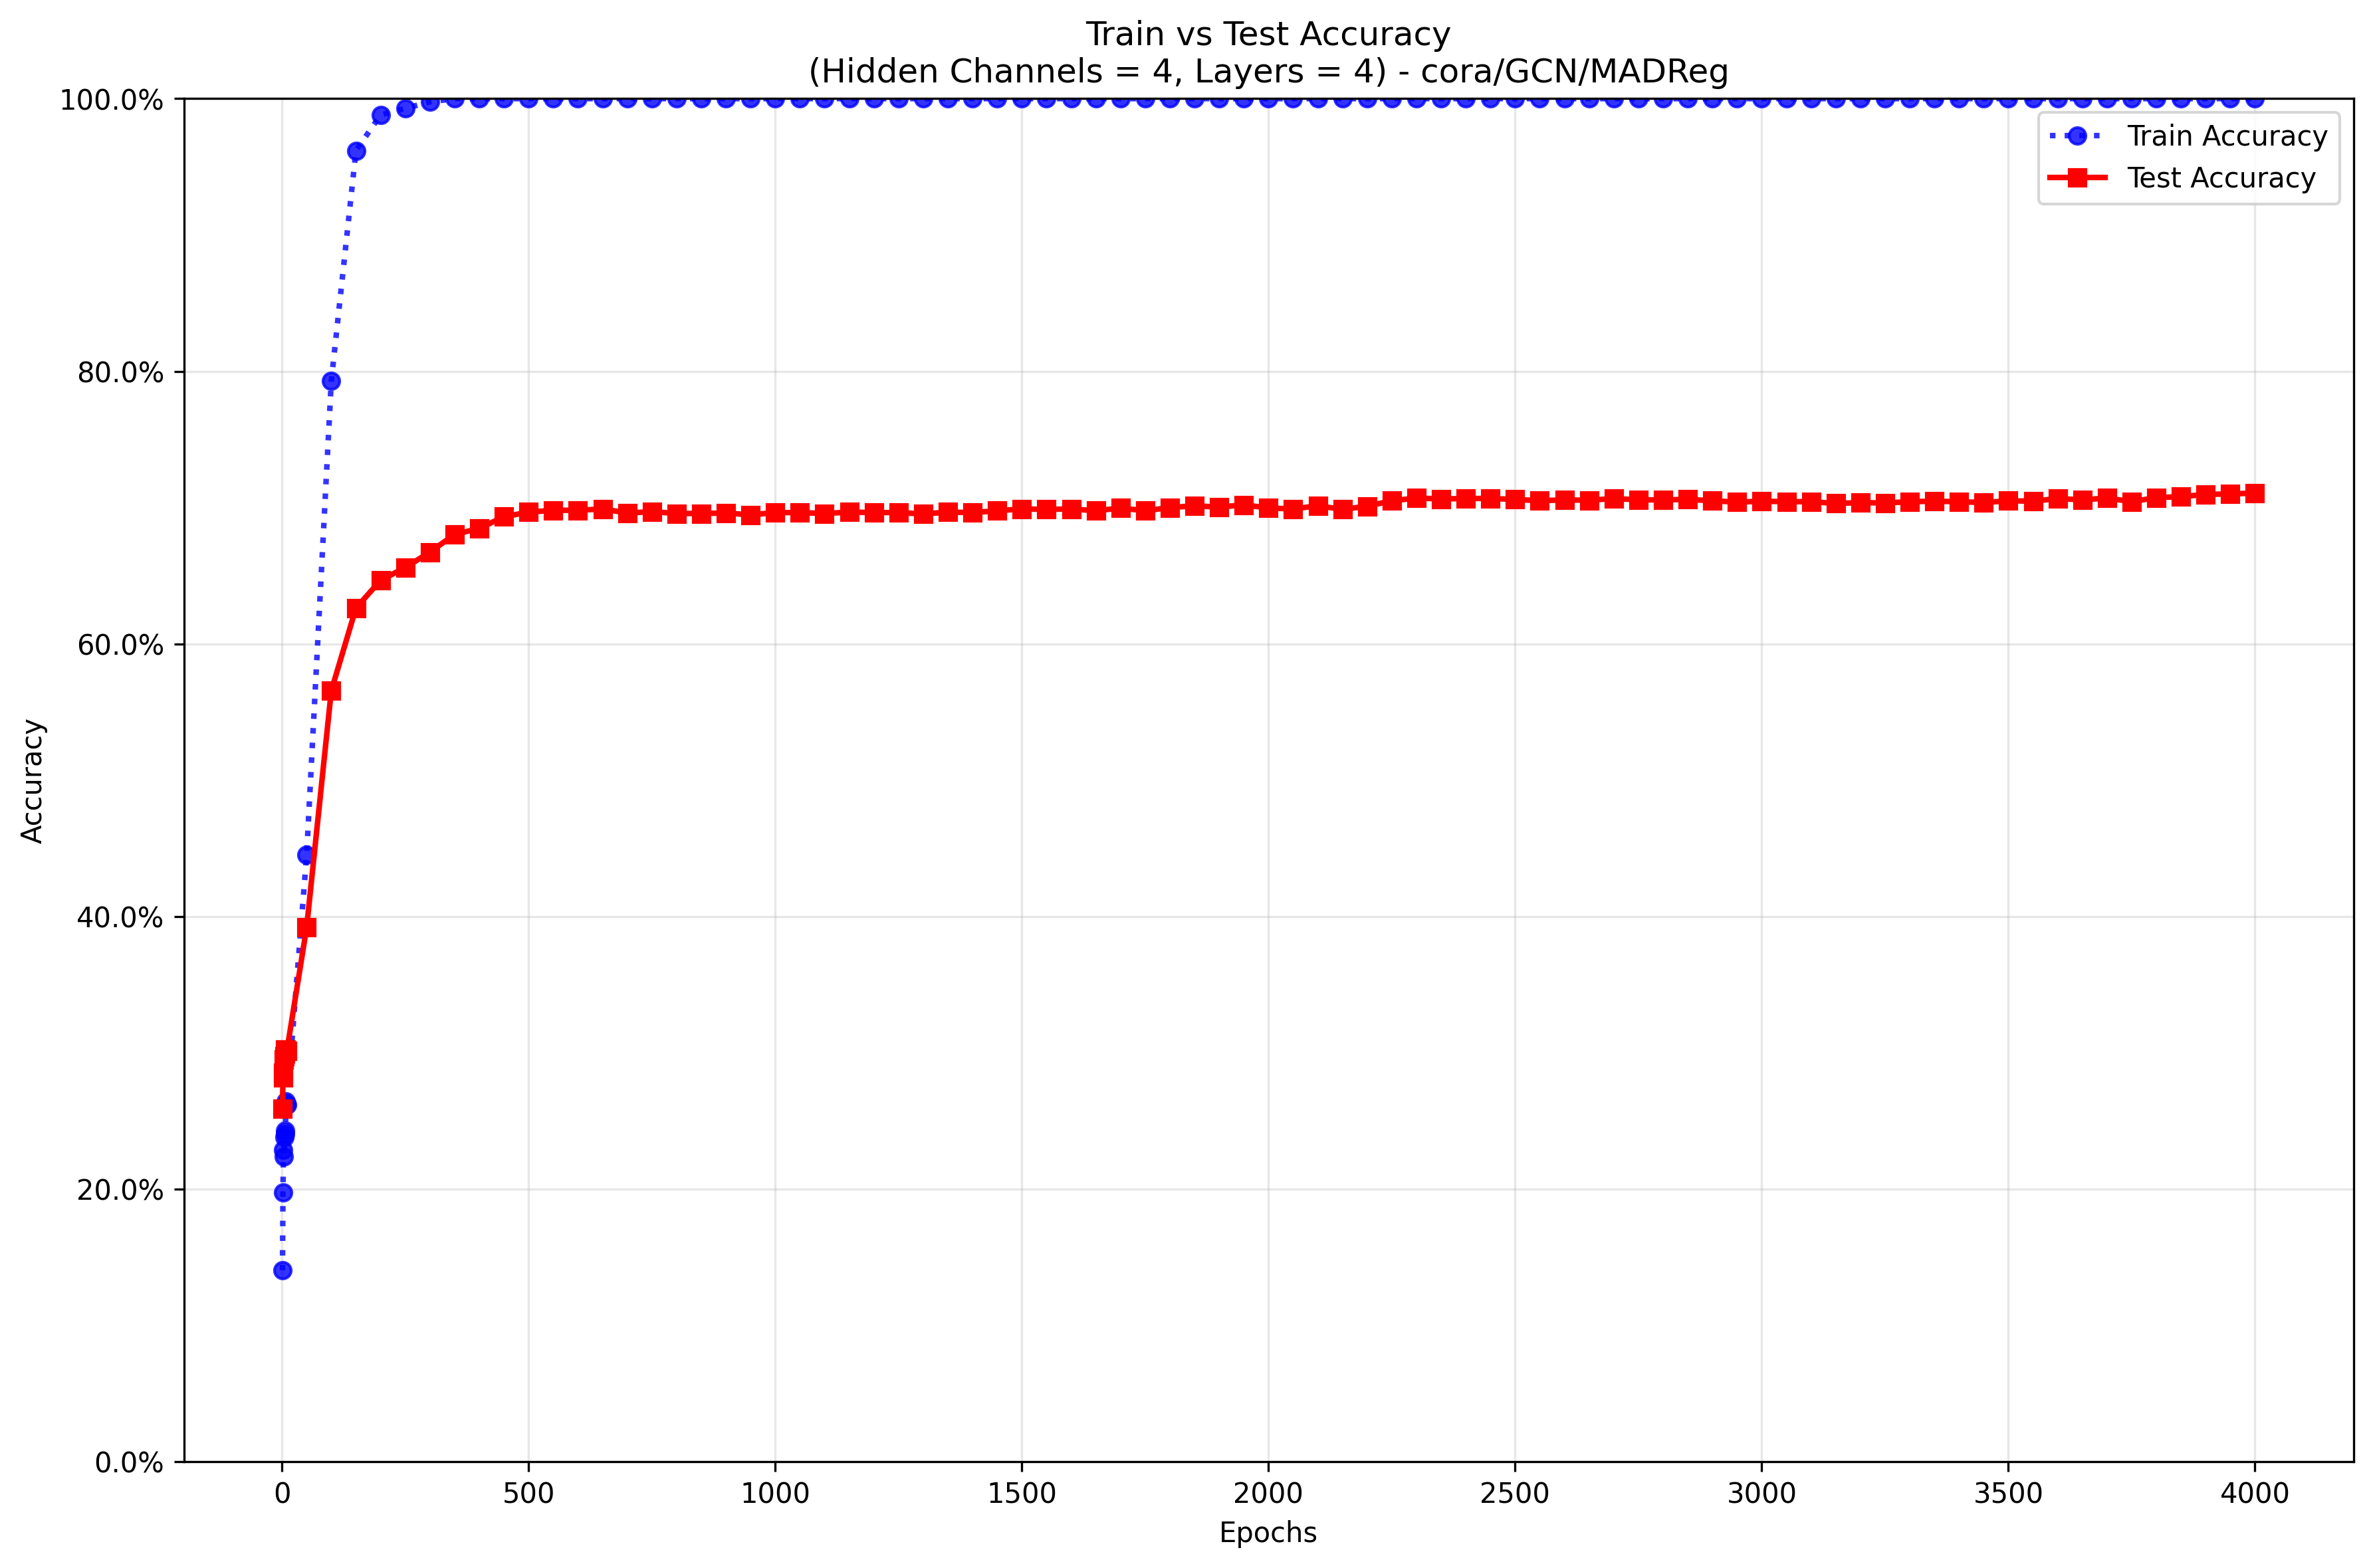 Train vs Test Accuracy
(Hidden Channels = 4, Layers = 4) - cora/GCN/MADReg
100.0%
80.0%
60.0%
40.0%
20.0%
0.0%
Accuracy
Train Accuracy
Test Accuracy
0 500 1000 1500 2000 2500 3000 3500 4000
Epochs